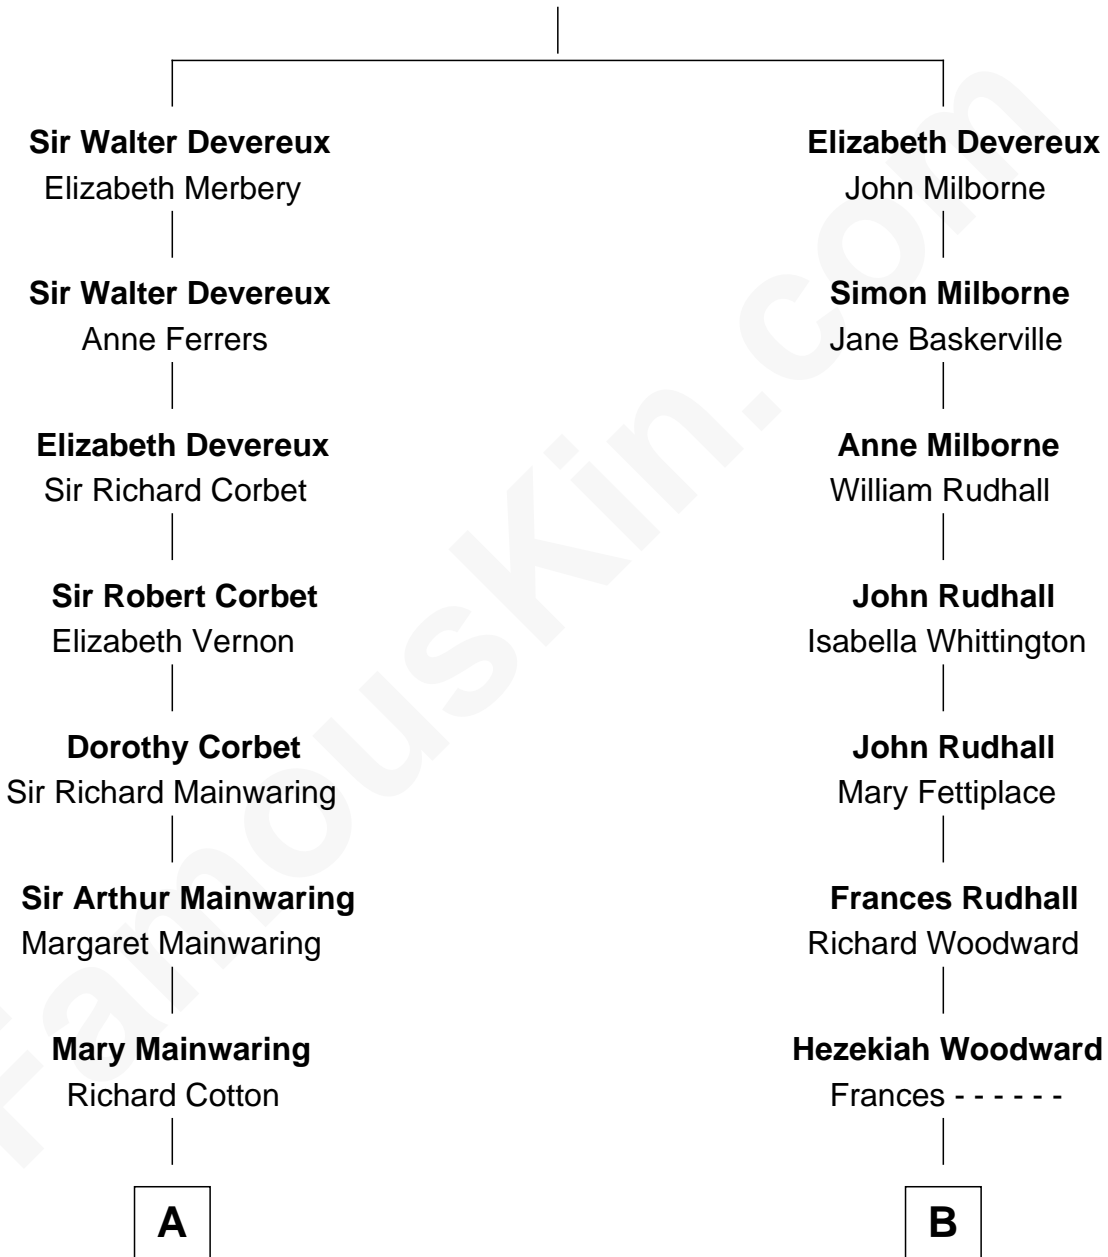 Sir Walter Devereux
Elizabeth Merbery
Sir Walter Devereux
Anne Ferrers
Elizabeth Devereux
Sir Richard Corbet
Sir Robert Corbet
Elizabeth Vernon
Dorothy Corbet
Sir Richard Mainwaring
Sir Arthur Mainwaring
Margaret Mainwaring
Mary Mainwaring
Richard Cotton
A
Elizabeth Devereux
John Milborne
Simon Milborne
Jane Baskerville
Anne Milborne
William Rudhall
John Rudhall
Isabella Whittington
John Rudhall
Mary Fettiplace
Frances Rudhall
Richard Woodward
Hezekiah Woodward
Frances - - - - - -
B
FamousKin.com